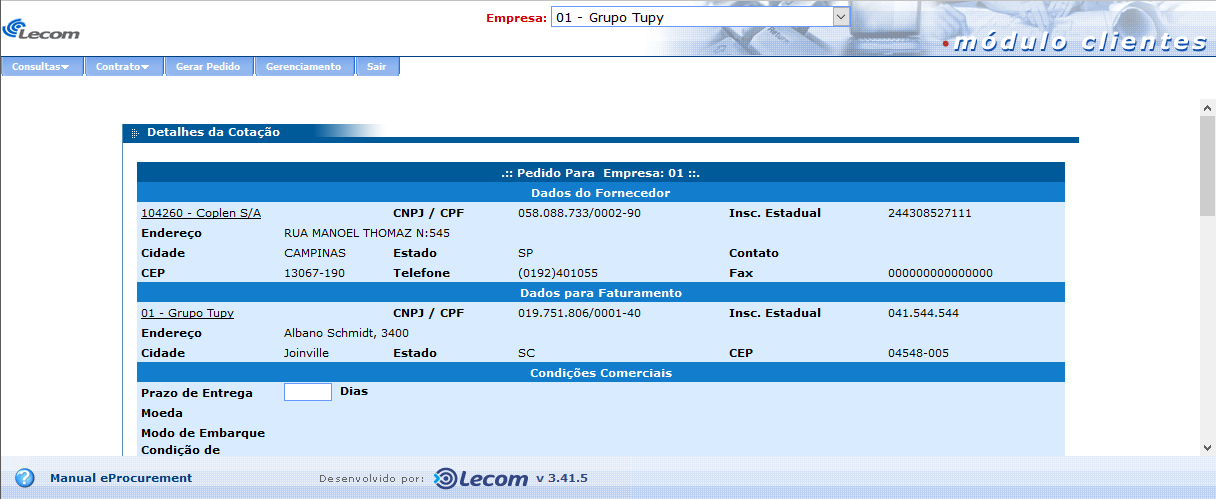 Lecom
Empresa: 01 - Grupo Tupy
módulo clientes
Consultas Contrato Gerar Pedido Gerenciamento Sair
Detalhes da Cotação
.:: Pedido Para Empresa: 01 ::.
Dados do Fornecedor
104260 - Coplen S/A CNPJ / CPF 058.088.733/0002-90 Insc. Estadual 244308527111
Endereço RUA MANOEL THOMAZ N:545
Cidade CAMPINAS Estado SP Contato
CEP 13067-190 Telefone (0192)401055 Fax 00000000000000
Dados para Faturamento
01 - Grupo Tupy CNPJ / CPF 019.751.806/0001-40 Insc. Estadual 041.544.544
Endereço Albano Schmidt, 3400
Cidade Joinville Estado SC CEP 04548-005
Condições Comerciais
Prazo de Entrega Dias
Moeda
Modo de Embarque
Condição de
? Manual eProcurement Desenvolvido por: Lecom v 3.41.5